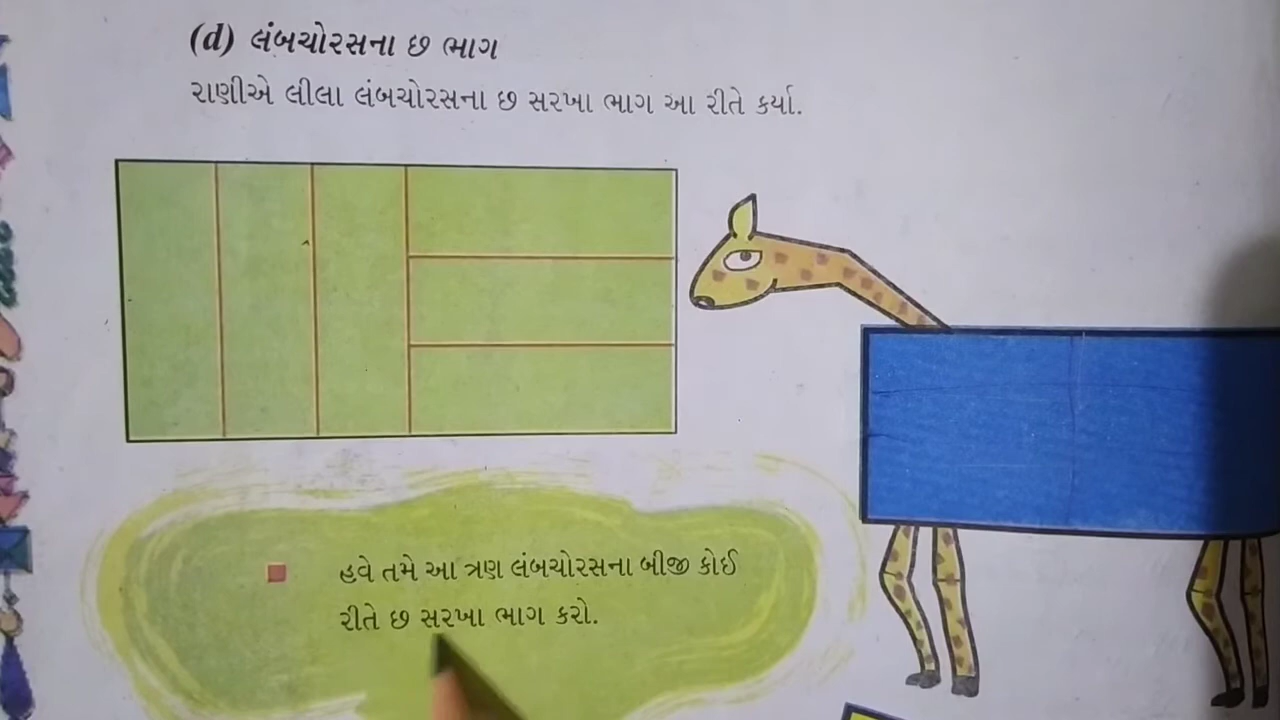 (d) લંબચોરસના છ ભાગ
રાણીએ લીલા લંબચોરસના છ સરખા ભાગ આ રીતે કર્યા.
હવે તમે આ ત્રણ લંબચોરસના બીજી કોઈ
રીતે છ સરખા ભાગ કરો.